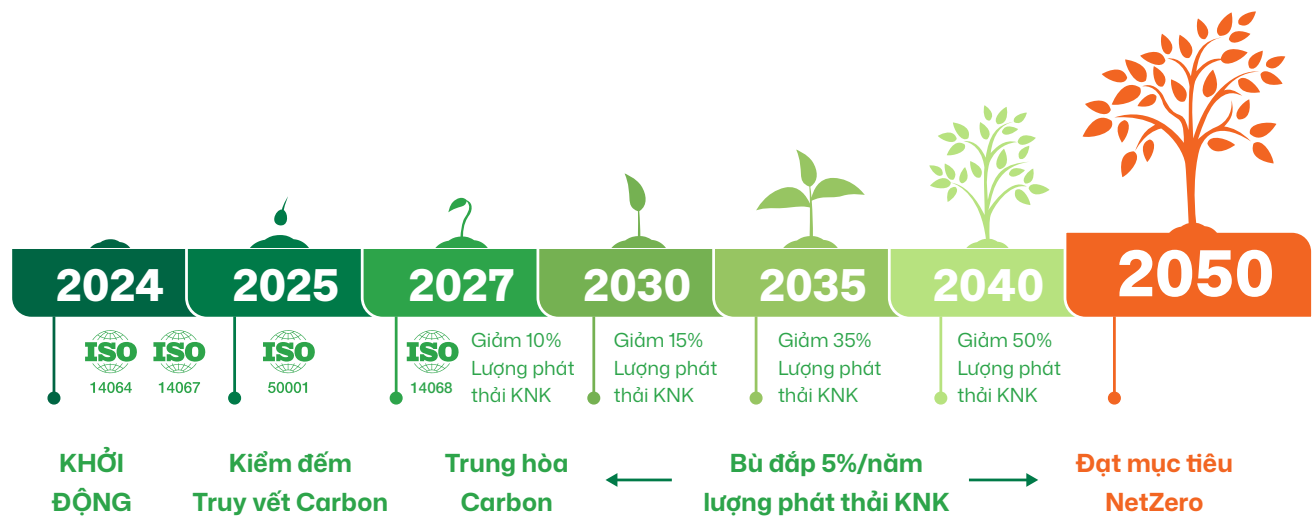 2024
2025
2027
2030
2035
2040
2050
ISO
14064
ISO
14067
ISO
50001
ISO
14068
Giảm 10%
Lượng phát
thải KNK
Giảm 15%
Lượng phát
thải KNK
Giảm 35%
Lượng phát
thải KNK
Giảm 50%
Lượng phát
thải KNK
KHỞI
ĐỘNG
Kiểm đếm
Truy vết Carbon
Trung hòa
Carbon
Bù đắp 5%/năm
lượng phát thải KNK
Đạt mục tiêu
NetZero